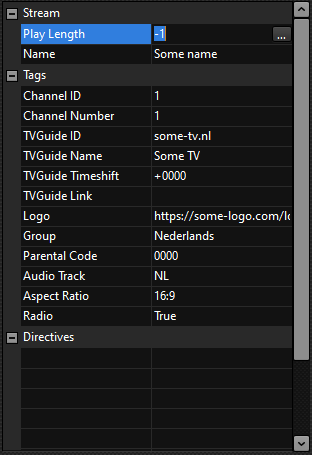 Stream
Play Length -1 ...
Name Some name
Tags
Channel ID 1
Channel Number 1
TVGuide ID some-tv.nl
TVGuide Name Some TV
TVGuide Timeshift +0000
TVGuide Link
Logo https://some-logo.com/lo
Group Nederlands
Parental Code 0000
Audio Track NL
Aspect Ratio 16:9
Radio True
Directives